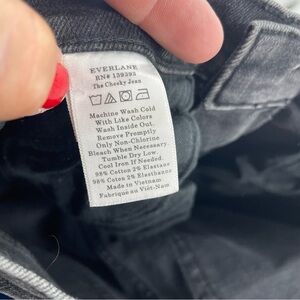 EVERLANE
RN# 139393
The Cheeky Jean
Machine Wash Cold
With Like Colors
Wash Inside Out.
Remove Promptly
Only Non-Chlorine
Bleach When Necessary.
Tumble Dry Low.
Cool Iron If Needed.
98% Cotton 2% Elastane
98% Coton 2% Elasthanne
Made in Vietnam
Fabriqué au Viêt-Nam